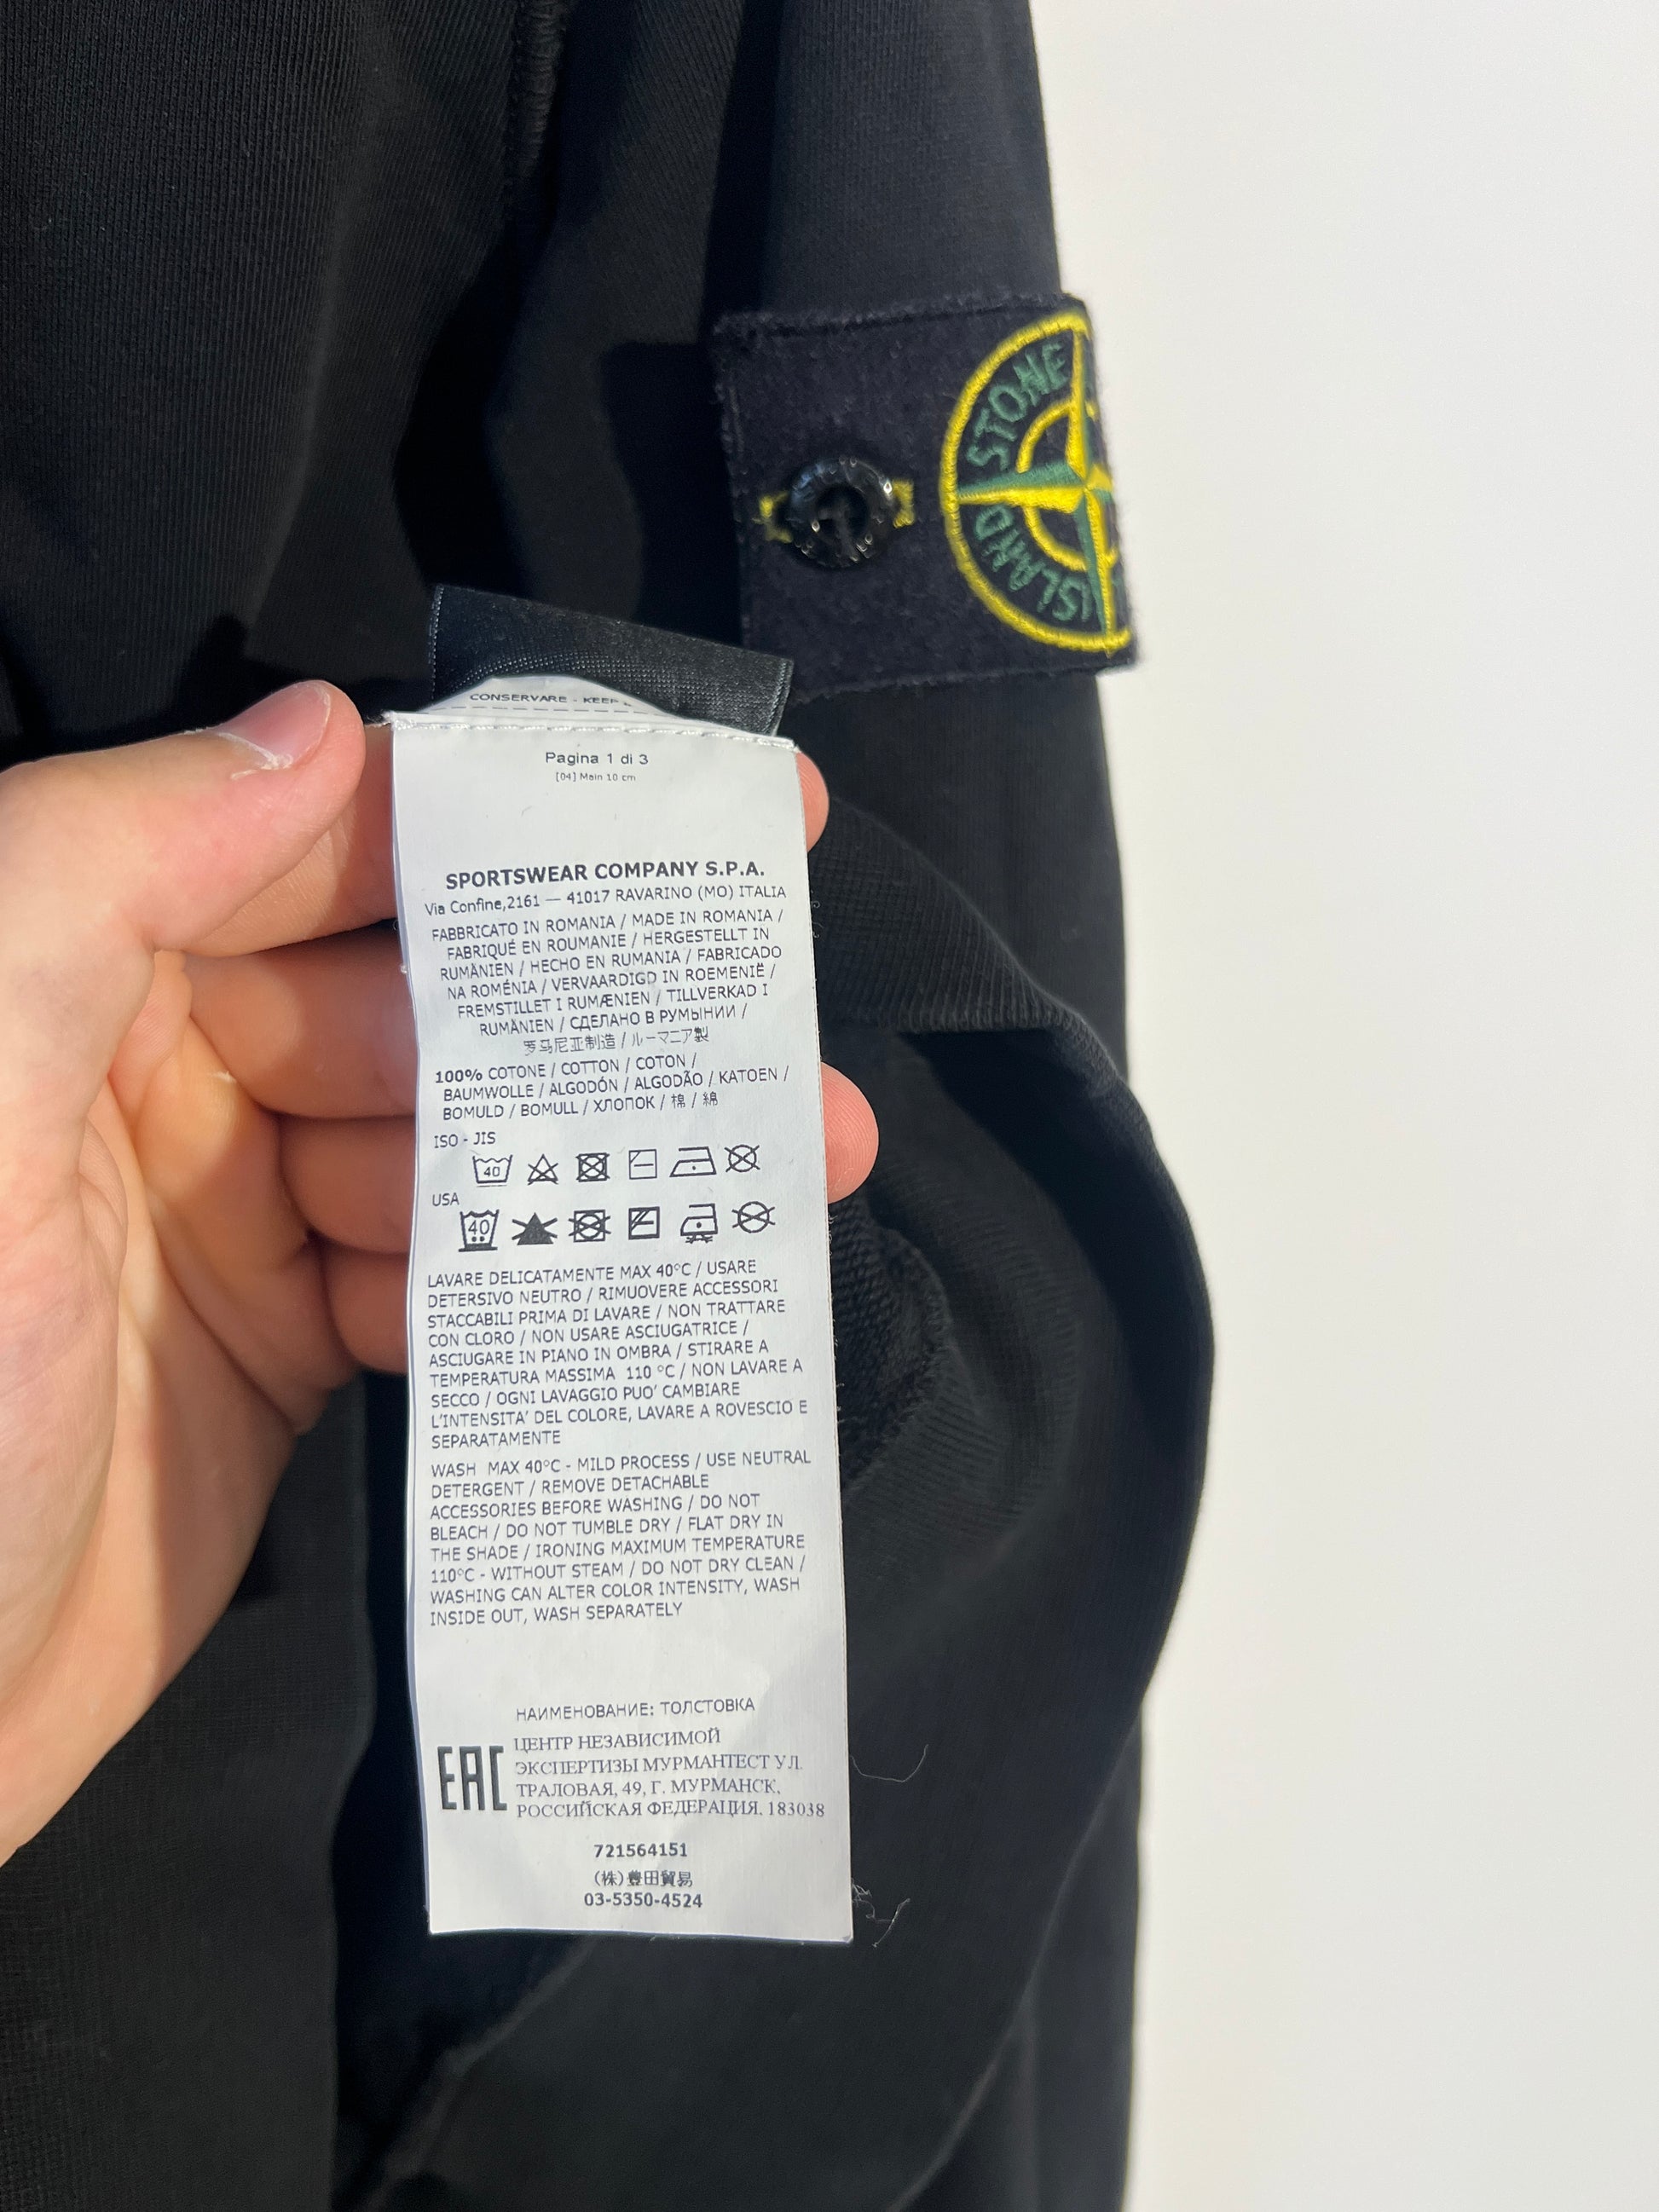 STONE
ISLAND
CONSERVARE - KEEP
Pagina 1 di 3
[04] Main 10 cm
SPORTSWEAR COMPANY S.P.A.
Via Confine,2161 — 41017 RAVARINO (MO) ITALIA
FABBRICATO IN ROMANIA / MADE IN ROMANIA /
FABRIQUÉ EN ROUMANIE / HERGESTELLT IN
RUMÄNIEN / HECHO EN RUMANIA / FABRICADO
NA ROMÉNIA / VERVAARDIGD IN ROEMENIË /
FREMSTILLET I RUMÆNIEN / TILLVERKAD I
RUMÄNIEN / СДЕЛАНО В РУМЫНИИ /
罗马尼亚制造 / ルーマニア製
100% COTONE / COTTON / COTON /
BAUMWOLLE / ALGODÓN / ALGODÃO / KATOEN /
BOMULD / BOMULL / ХЛОПОК / 棉 / 綿
ISO - JIS
40
USA
40
LAVARE DELICATAMENTE MAX 40°C / USARE
DETERSIVO NEUTRO / RIMUOVERE ACCESSORI
STACCABILI PRIMA DI LAVARE / NON TRATTARE
CON CLORO / NON USARE ASCIUGATRICE /
ASCIUGARE IN PIANO IN OMBRA / STIRARE A
TEMPERATURA MASSIMA 110 °C / NON LAVARE A
SECCO / OGNI LAVAGGIO PUO' CAMBIARE
L'INTENSITA' DEL COLORE, LAVARE A ROVESCIO E
SEPARATAMENTE
WASH MAX 40°C - MILD PROCESS / USE NEUTRAL
DETERGENT / REMOVE DETACHABLE
ACCESSORIES BEFORE WASHING / DO NOT
BLEACH / DO NOT TUMBLE DRY / FLAT DRY IN
THE SHADE / IRONING MAXIMUM TEMPERATURE
110°C - WITHOUT STEAM / DO NOT DRY CLEAN /
WASHING CAN ALTER COLOR INTENSITY, WASH
INSIDE OUT, WASH SEPARATELY
НАИМЕНОВАНИЕ: ТОЛСТОВКА
ЦЕНТР НЕЗАВИСИМОЙ
ЭКСПЕРТИЗЫ МУРМАНТЕСТ УЛ.
ТРАЛОВАЯ, 49, Г. МУРМАНСК,
РОССИЙСКАЯ ФЕДЕРАЦИЯ, 183038
EAC
721564151
(株)豊田貿易
03-5350-4524